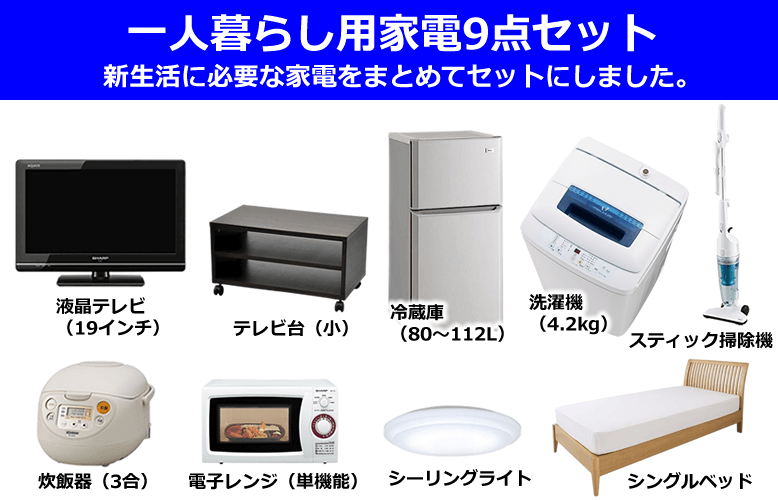 一人暮らし用家電9点セット
新生活に必要な家電をまとめてセットにしました。
液晶テレビ
（19インチ）
テレビ台（小）
冷蔵庫
（80～112L）
洗濯機
（4.2kg）
スティック掃除機
炊飯器（3合）
電子レンジ（単機能）
シーリングライト
シングルベッド
SHARP